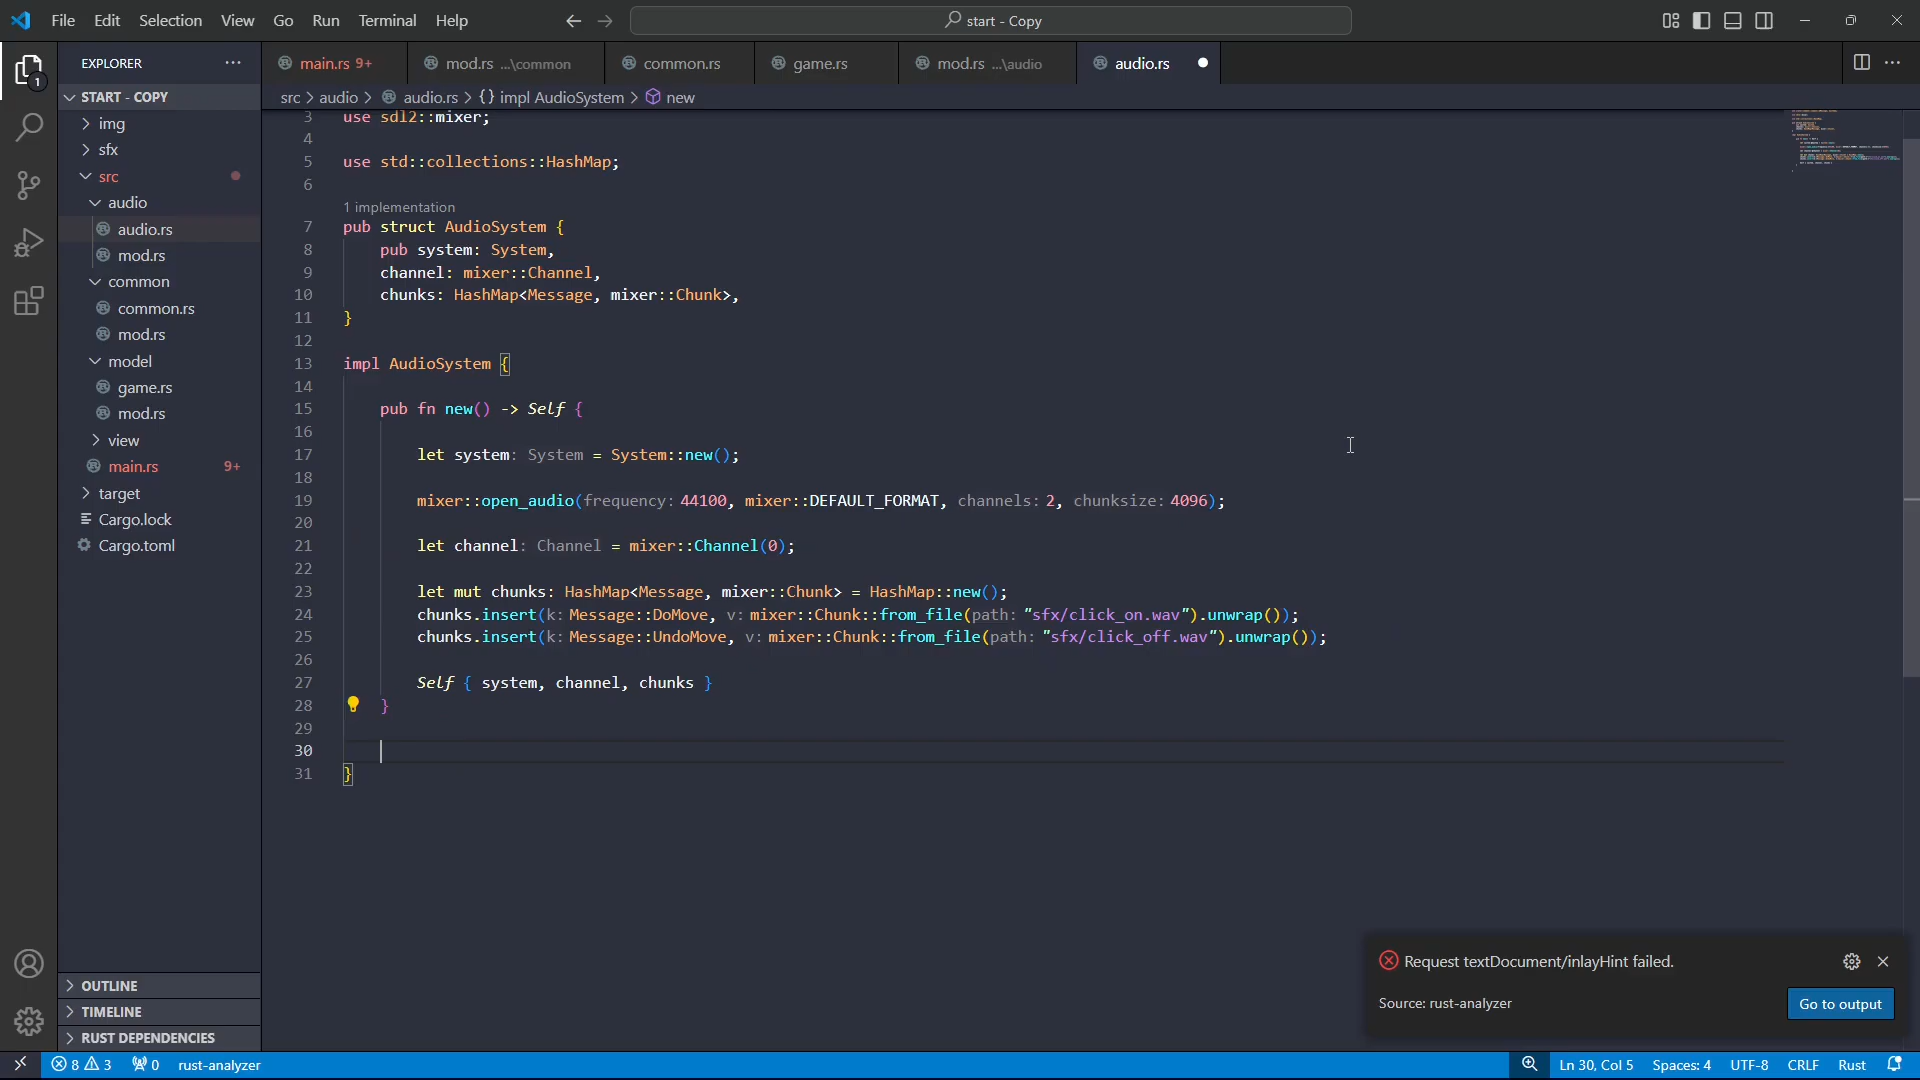 File Edit Selection View Go Run Terminal Help
start - Copy
EXPLORER
START - COPY
img
sfx
src
audio
audio.rs
mod.rs
common
common.rs
mod.rs
model
game.rs
mod.rs
view
main.rs 9+
target
Cargo.lock
Cargo.toml
OUTLINE
TIMELINE
RUST DEPENDENCIES
1
main.rs 9+ mod.rs ...\common common.rs game.rs mod.rs ...\audio audio.rs
src > audio > audio.rs > {} impl AudioSystem > new
3 use sdl2::mixer;
4
5 use std::collections::HashMap;
6
1 implementation
7 pub struct AudioSystem {
8 pub system: System,
9 channel: mixer::Channel,
10 chunks: HashMap<Message, mixer::Chunk>,
11 }
12
13 impl AudioSystem {
14
15 pub fn new() -> Self {
16
17 let system: System = System::new();
18
19 mixer::open_audio(frequency: 44100, mixer::DEFAULT_FORMAT, channels: 2, chunksize: 4096);
20
21 let channel: Channel = mixer::Channel(0);
22
23 let mut chunks: HashMap<Message, mixer::Chunk> = HashMap::new();
24 chunks.insert(k: Message::DoMove, v: mixer::Chunk::from_file(path: "sfx/click_on.wav").unwrap());
25 chunks.insert(k: Message::UndoMove, v: mixer::Chunk::from_file(path: "sfx/click_off.wav").unwrap());
26
27 Self { system, channel, chunks }
28 }
29
30
31 }
Request textDocument/inlayHint failed.
Source: rust-analyzer
Go to output
8 3 0 rust-analyzer
Ln 30, Col 5 Spaces: 4 UTF-8 CRLF Rust